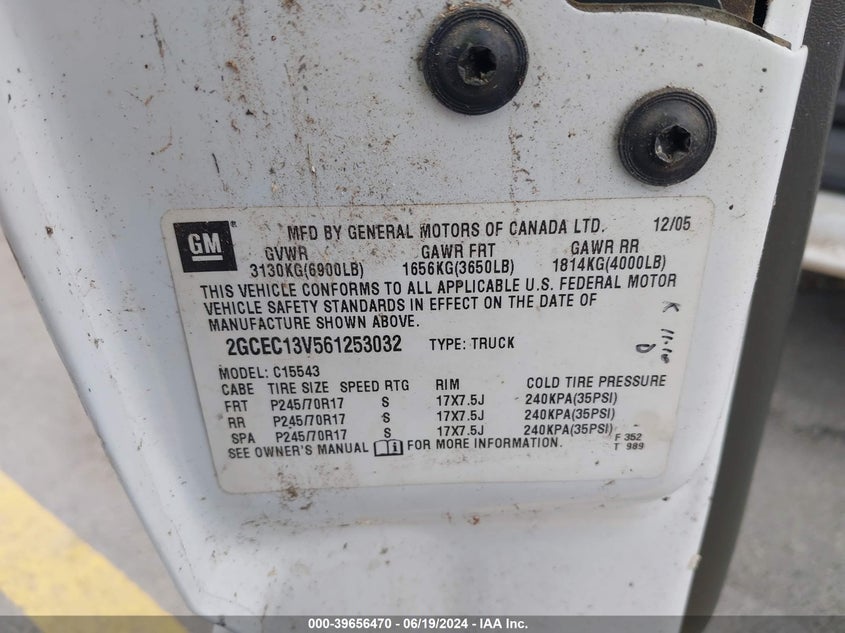 GM
MFD BY GENERAL MOTORS OF CANADA LTD. 12/05
GVWR GAWR FRT GAWR RR
3130KG(6900LB) 1656KG(3650LB) 1814KG(4000LB)
THIS VEHICLE CONFORMS TO ALL APPLICABLE U.S. FEDERAL MOTOR
VEHICLE SAFETY STANDARDS IN EFFECT ON THE DATE OF
MANUFACTURE SHOWN ABOVE.
2GCEC13V561253032 TYPE: TRUCK
MODEL: C15543
CABE TIRE SIZE SPEED RTG RIM COLD TIRE PRESSURE
FRT P245/70R17 S 17X7.5J 240KPA(35PSI)
RR P245/70R17 S 17X7.5J 240KPA(35PSI)
SPA P245/70R17 S 17X7.5J 240KPA(35PSI)
SEE OWNER'S MANUAL FOR MORE INFORMATION.
F 352
T 989
000-39656470 - 06/19/2024 - IAA Inc.